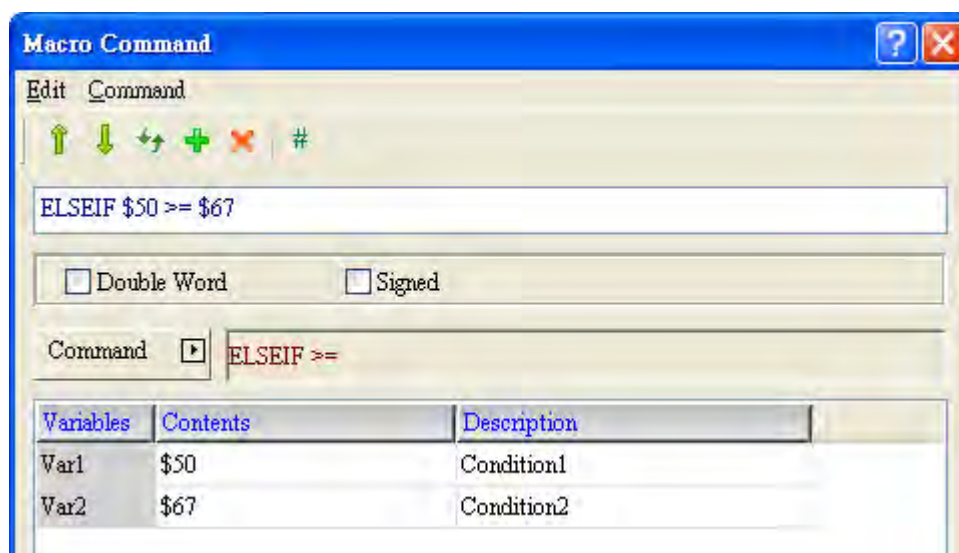 Macro Command
Edit Command
#
ELSEIF $50 >= $67
Double Word Signed
Command ELSEIF >=
Variables Contents Description
Var1 $50 Condition1
Var2 $67 Condition2